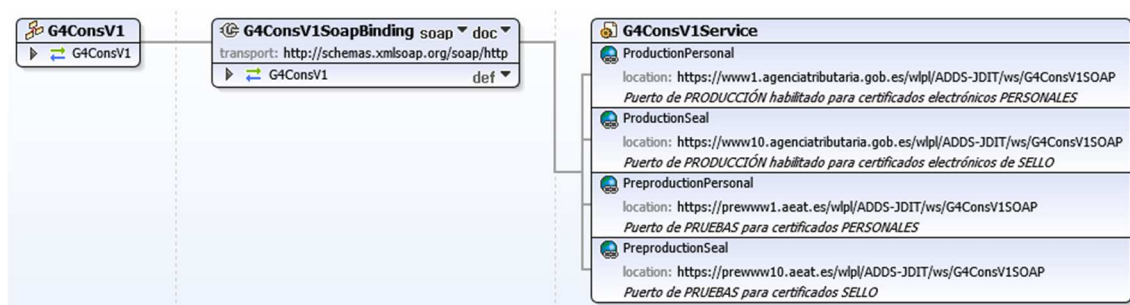 G4ConsV1
G4ConsV1
G4ConsV1SoapBinding soap doc
transport: http://schemas.xmlsoap.org/soap/http
G4ConsV1 def
G4ConsV1Service
ProductionPersonal
location: https://www1.agenciatributaria.gob.es/wlpl/ADDS-JDIT/ws/G4ConsV1SOAP
Puerto de PRODUCCIÓN habilitado para certificados electrónicos PERSONALES
ProductionSeal
location: https://www10.agenciatributaria.gob.es/wlpl/ADDS-JDIT/ws/G4ConsV1SOAP
Puerto de PRODUCCIÓN habilitado para certificados electrónicos de SELLO
PreproductionPersonal
location: https://prewww1.aeat.es/wlpl/ADDS-JDIT/ws/G4ConsV1SOAP
Puerto de PRUEBAS para certificados PERSONALES
PreproductionSeal
location: https://prewww10.aeat.es/wlpl/ADDS-JDIT/ws/G4ConsV1SOAP
Puerto de PRUEBAS para certificados SELLO